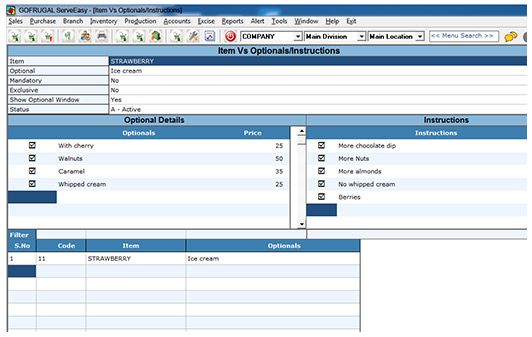 GOFRUGAL ServeEasy - [Item Vs Optionals/Instructions]
Sales Purchase Branch Inventory Production Accounts Excise Reports Alert Tools Window Help Exit
COMPANY Main Division Main Location << Menu Search >>
Item Vs Optionals/Instructions
Item STRAWBERRY
Optional Ice cream
Mandatory No
Exclusive No
Show Optional Window Yes
Status A - Active
Optional Details Instructions
Optionals Price Instructions
With cherry 25 More chocolate dip
Walnuts 50 More Nuts
Caramel 35 More almonds
Whipped cream 25 No whipped cream
Berries
Filter
S.No Code Item Optionals
1 11 STRAWBERRY Ice cream